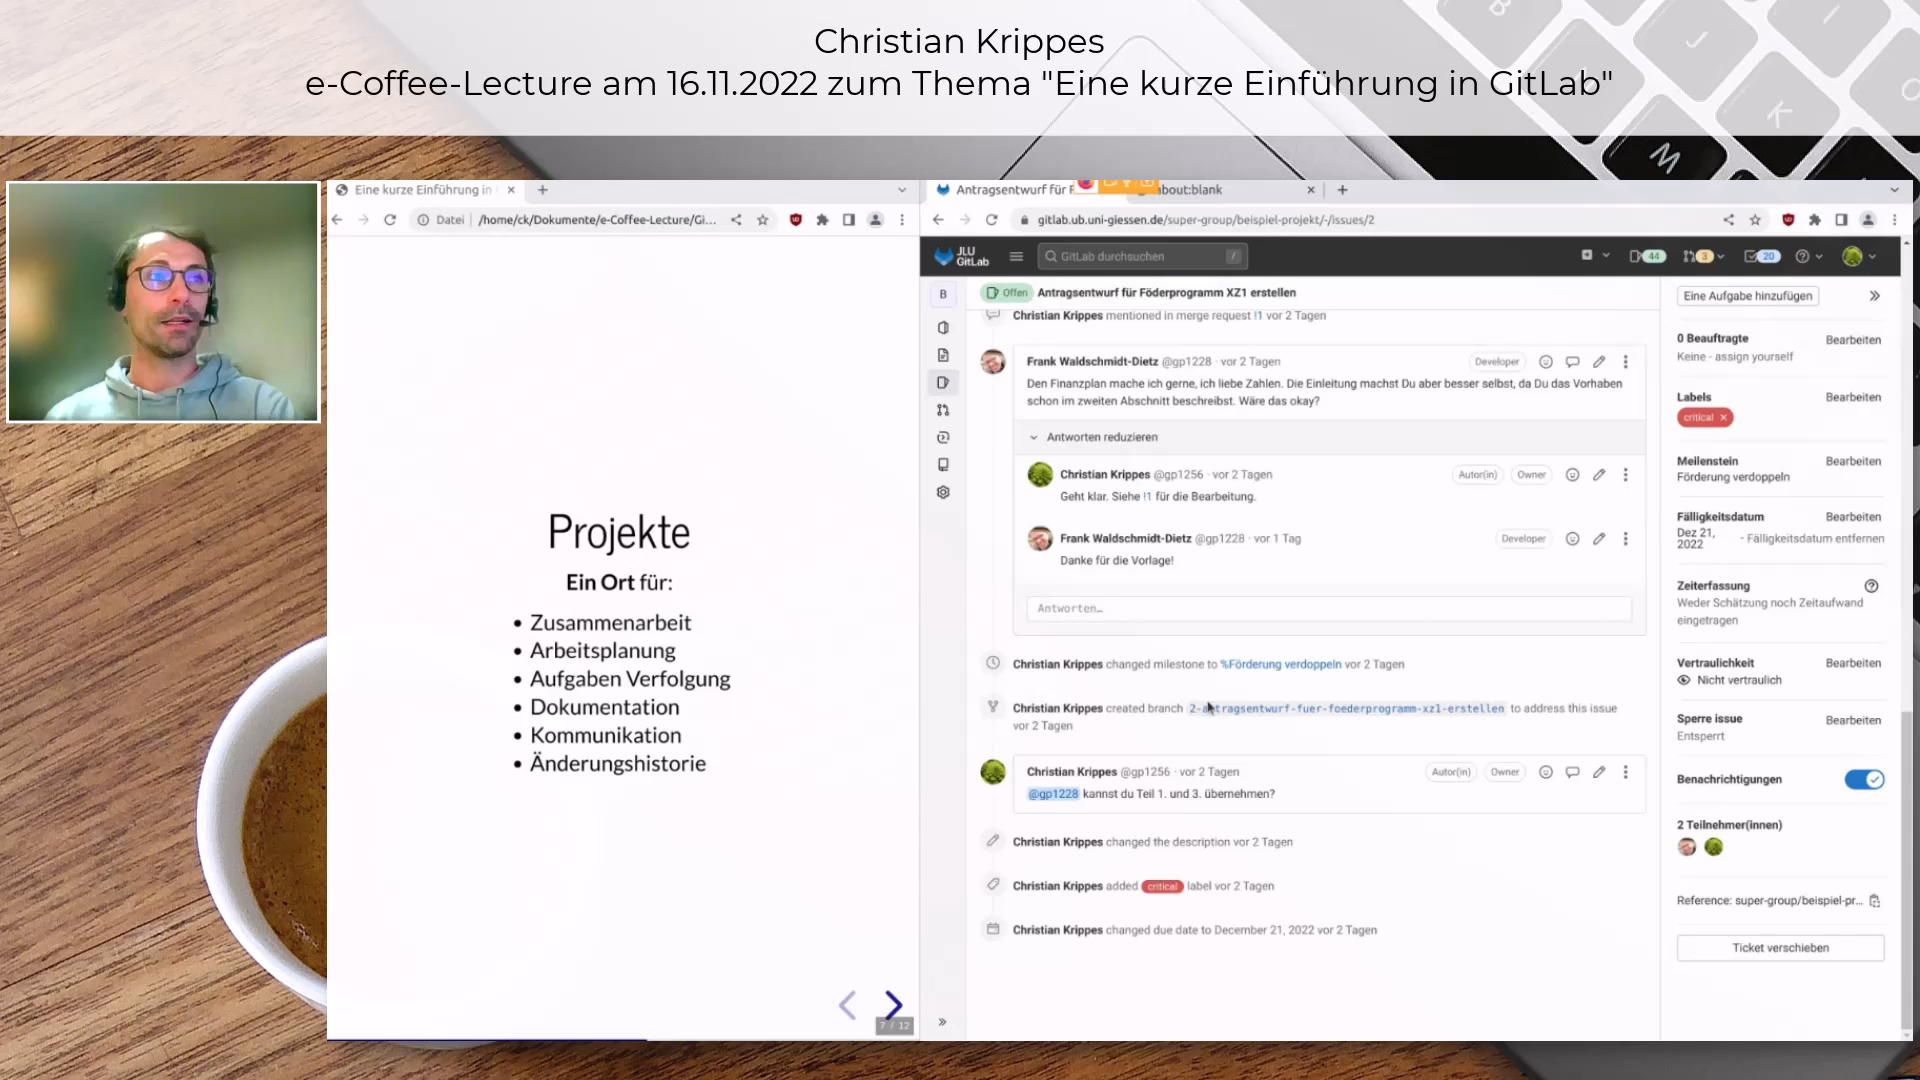 Christian Krippes
e-Coffee-Lecture am 16.11.2022 zum Thema "Eine kurze Einführung in GitLab"
Eine kurze Einführung in
Datei
/home/ck/Dokumente/e-Coffee-Lecture/Gi...
Projekte
Ein Ort für:
• Zusammenarbeit
• Arbeitsplanung
• Aufgaben Verfolgung
• Dokumentation
• Kommunikation
• Änderungshistorie
7 / 12
Antragsentwurf für F
about:blank
gitlab.ub.uni-giessen.de/super-group/beispiel-projekt/-/issues/2
JLU
GitLab
GitLab durchsuchen
/
44
3
20
B
Offen Antragsentwurf für Föderprogramm XZ1 erstellen
Christian Krippes mentioned in merge request !1 vor 2 Tagen
Frank Waldschmidt-Dietz @gp1228 · vor 2 Tagen
Developer
Den Finanzplan mache ich gerne, ich liebe Zahlen. Die Einleitung machst Du aber besser selbst, da Du das Vorhaben
schon im zweiten Abschnitt beschreibst. Wäre das okay?
Antworten reduzieren
Christian Krippes @gp1256 · vor 2 Tagen
Autor(in) Owner
Geht klar. Siehe !1 für die Bearbeitung.
Frank Waldschmidt-Dietz @gp1228 · vor 1 Tag
Developer
Danke für die Vorlage!
Antworten…
Christian Krippes changed milestone to %Förderung verdoppeln vor 2 Tagen
Christian Krippes created branch 2-antragsentwurf-fuer-foederprogramm-xz1-erstellen to address this issue
vor 2 Tagen
Christian Krippes @gp1256 · vor 2 Tagen
Autor(in) Owner
@gp1228 kannst du Teil 1. und 3. übernehmen?
Christian Krippes changed the description vor 2 Tagen
Christian Krippes added critical label vor 2 Tagen
Christian Krippes changed due date to December 21, 2022 vor 2 Tagen
Eine Aufgabe hinzufügen
0 Beauftragte Bearbeiten
Keine - assign yourself
Labels Bearbeiten
critical
Meilenstein Bearbeiten
Förderung verdoppeln
Fälligkeitsdatum Bearbeiten
Dez 21, 2022 - Fälligkeitsdatum entfernen
Zeiterfassung
Weder Schätzung noch Zeitaufwand
eingetragen
Vertraulichkeit Bearbeiten
Nicht vertraulich
Sperre issue Bearbeiten
Entsperrt
Benachrichtigungen
2 Teilnehmer(innen)
Reference: super-group/beispiel-pr...
Ticket verschieben
B
J
K
M